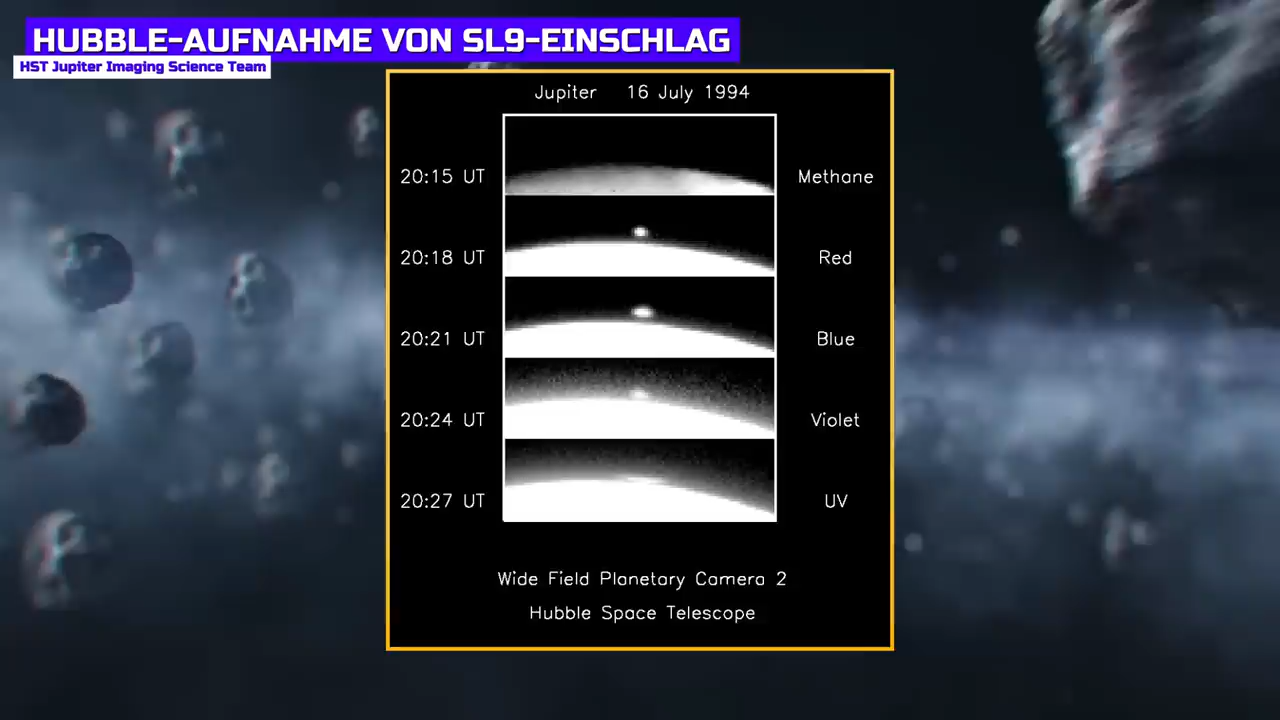 HUBBLE-AUFNAHME VON SL9-EINSCHLAG
HST Jupiter Imaging Science Team
Jupiter 16 July 1994
20:15 UT Methane
20:18 UT Red
20:21 UT Blue
20:24 UT Violet
20:27 UT UV
Wide Field Planetary Camera 2
Hubble Space Telescope